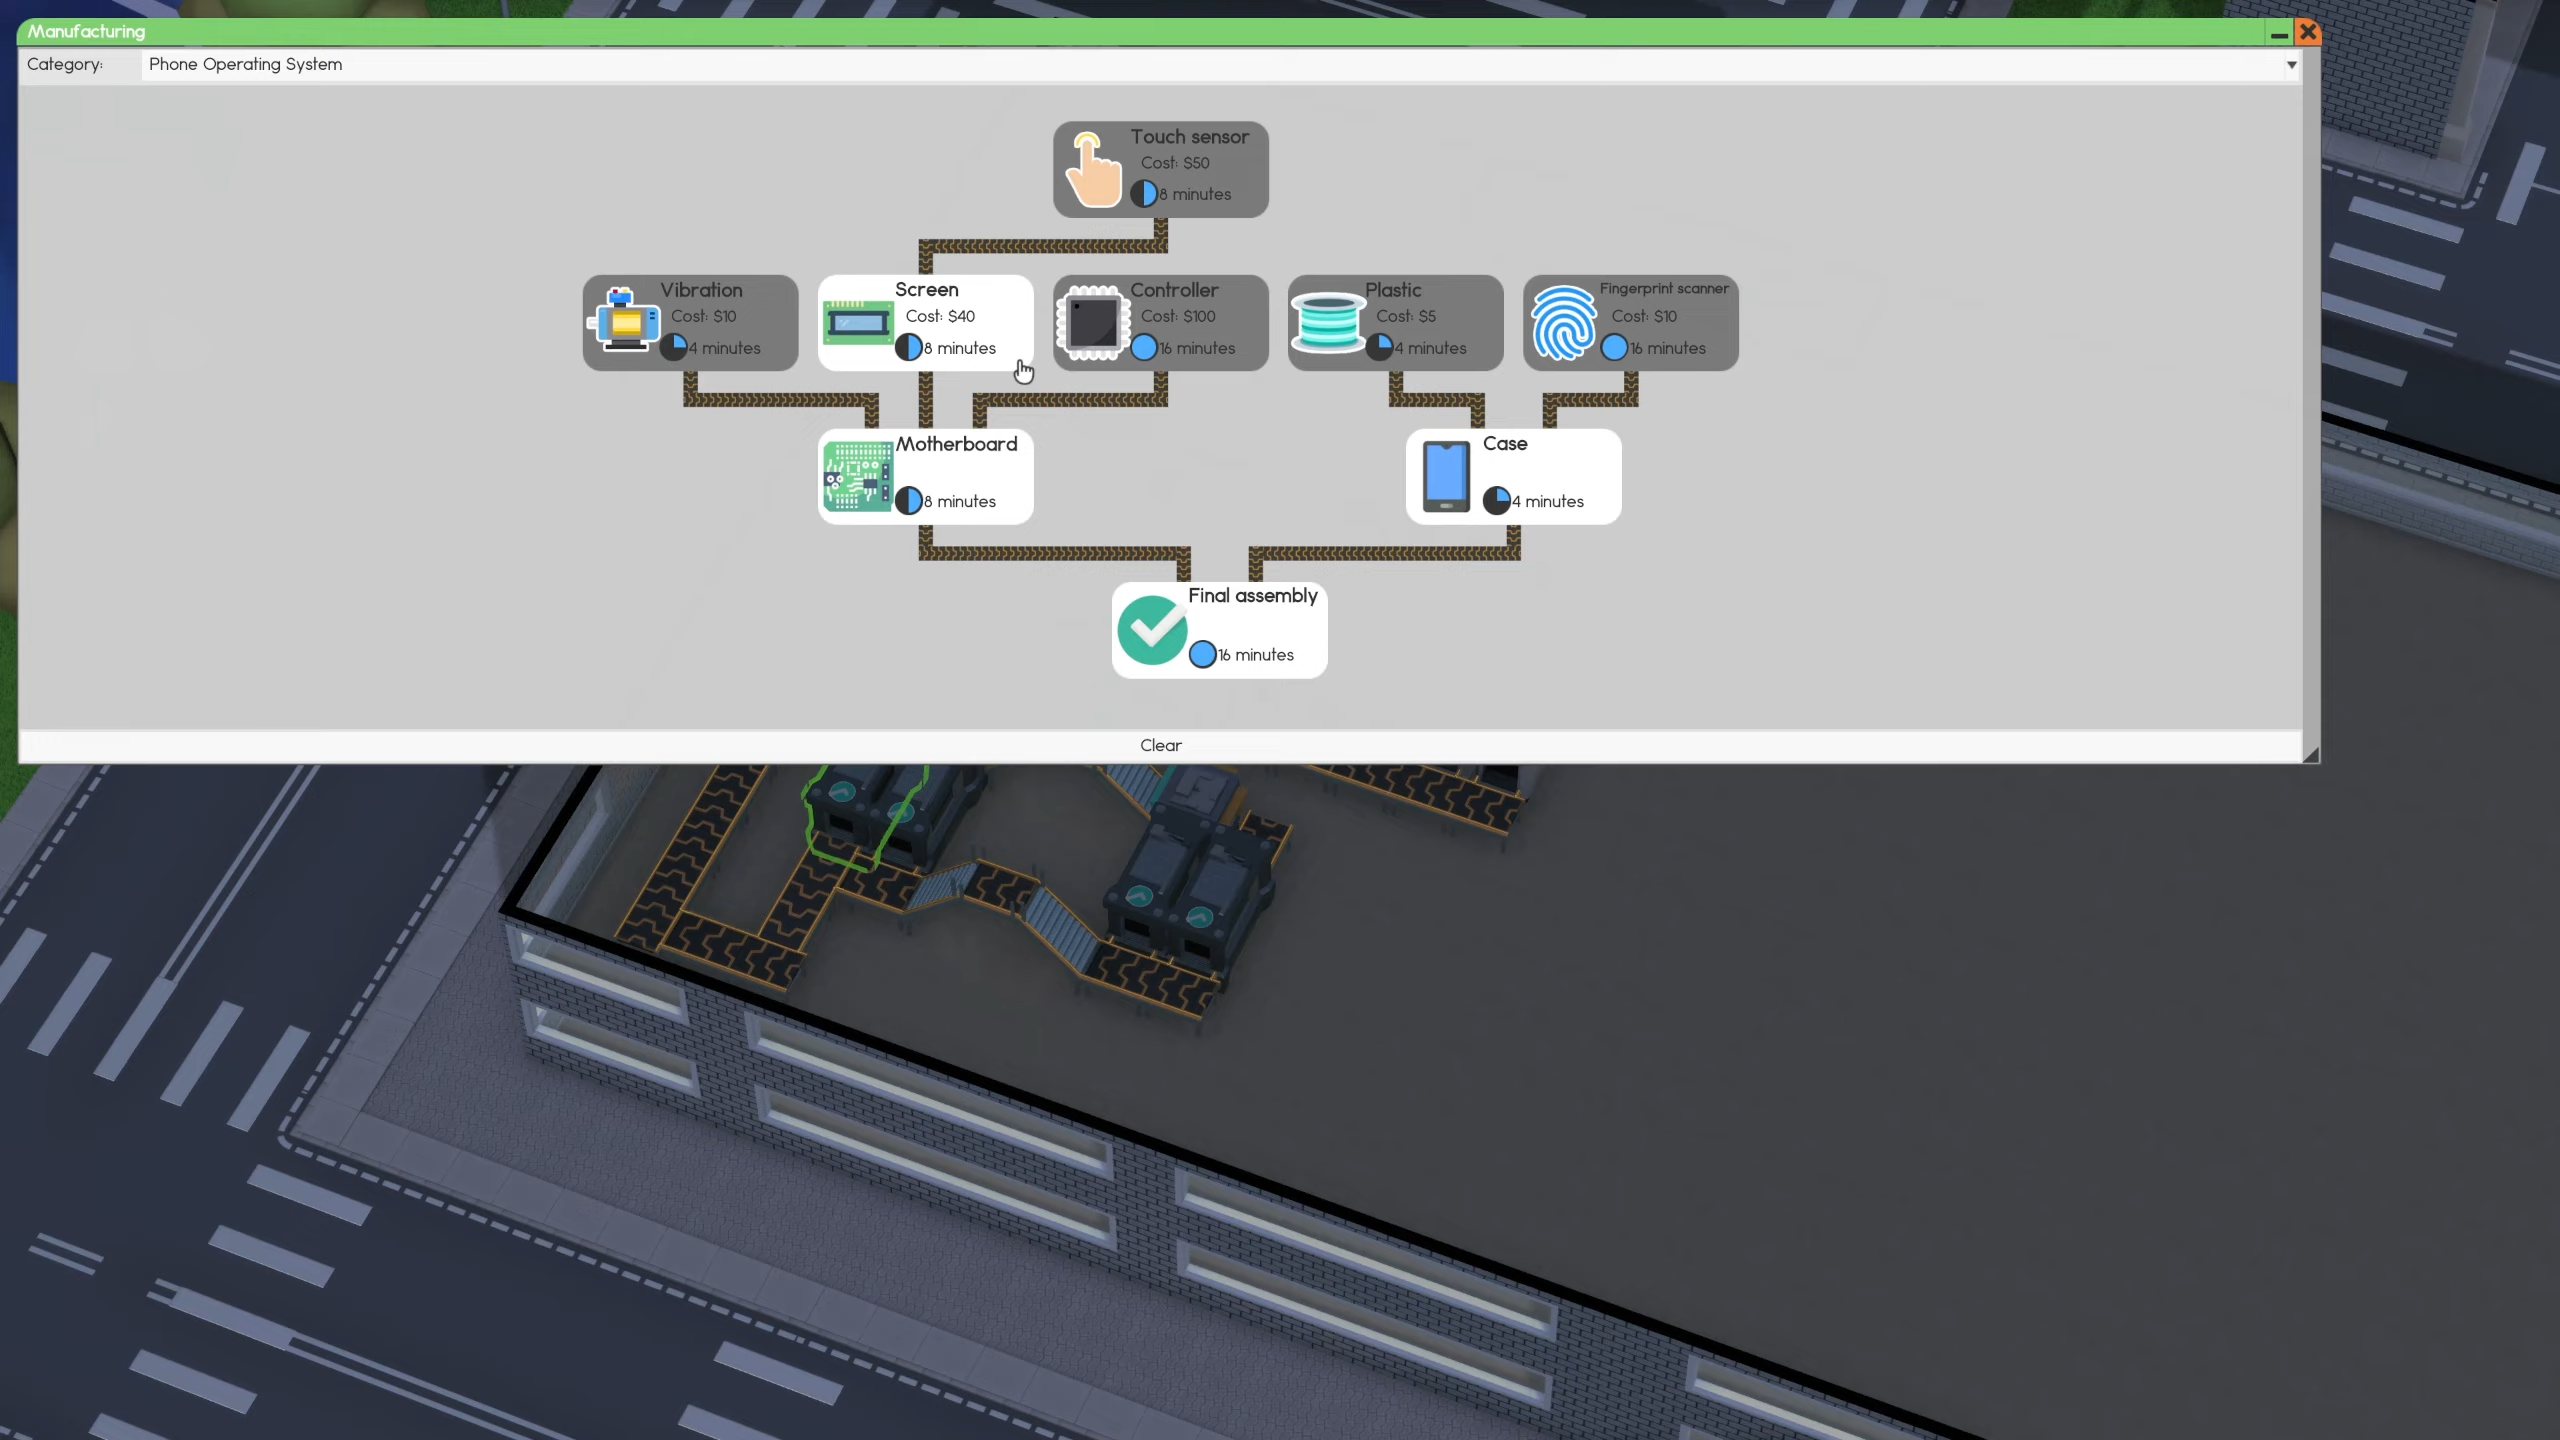 Manufacturing
Category:
Phone Operating System
Touch sensor
Cost: $50
8 minutes
Vibration
Cost: $10
4 minutes
Screen
Cost: $40
8 minutes
Controller
Cost: $100
16 minutes
Plastic
Cost: $5
4 minutes
Fingerprint scanner
Cost: $10
16 minutes
Motherboard
8 minutes
Case
4 minutes
Final assembly
16 minutes
Clear